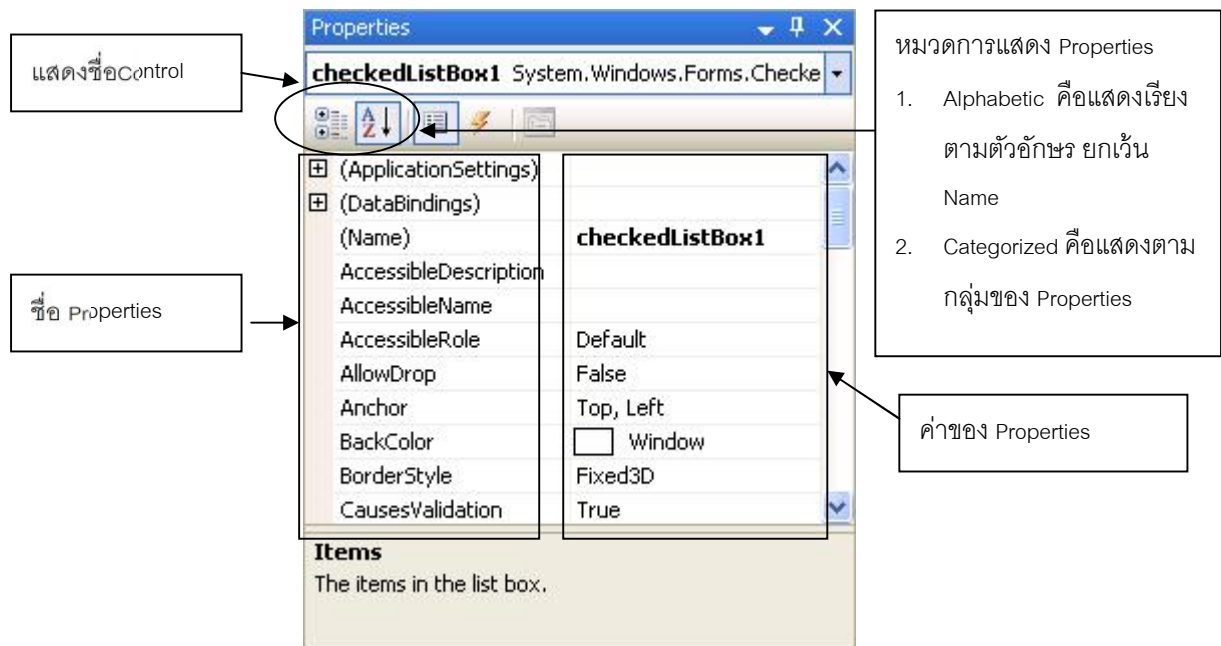 แสดงชื่อControl
Properties
checkedListBox1 System.Windows.Forms.Checke
(ApplicationSettings)
(DataBindings)
(Name) checkedListBox1
AccessibleDescription
AccessibleName
AccessibleRole Default
AllowDrop False
Anchor Top, Left
BackColor Window
BorderStyle Fixed3D
CausesValidation True
Items
The items in the list box.
ชื่อ Properties
หมวดการแสดง Properties
1. Alphabetic คือแสดงเรียง
ตามตัวอักษร ยกเว้น
Name
2. Categorized คือแสดงตาม
กลุ่มของ Properties
ค่าของ Properties